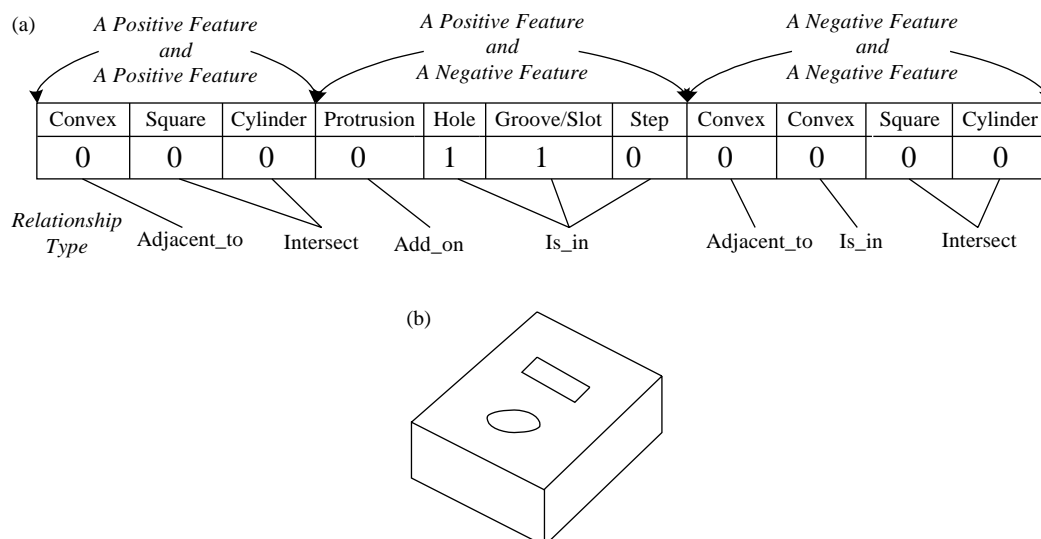 (a)
A Positive Feature
and
A Positive Feature
A Positive Feature
and
A Negative Feature
A Negative Feature
and
A Negative Feature
Convex Square Cylinder Protrusion Hole Groove/Slot Step Convex Convex Square Cylinder
0 0 0 0 1 1 0 0 0 0 0
Relationship
Type
Adjacent_to Intersect Add_on Is_in Adjacent_to Is_in Intersect
(b)